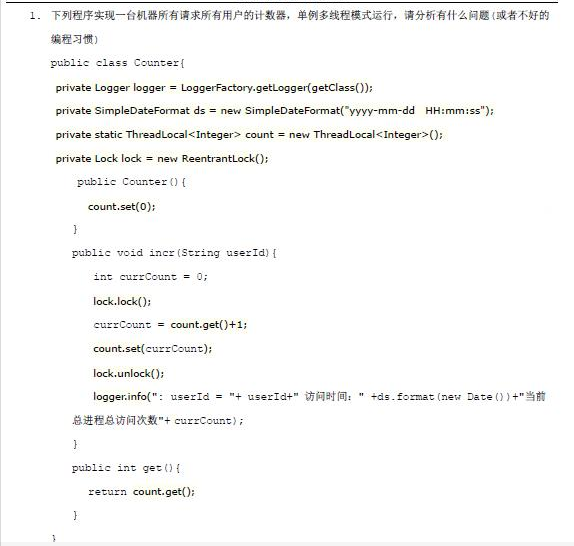 1. 下列程序实现一台机器所有请求所有用户的计数器，单例多线程模式运行，请分析有什么问题(或者不好的
编程习惯)
public class Counter{
private Logger logger = LoggerFactory.getLogger(getClass());
private SimpleDateFormat ds = new SimpleDateFormat("yyyy-mm-dd HH:mm:ss");
private static ThreadLocal<Integer> count = new ThreadLocal<Integer>();
private Lock lock = new ReentrantLock();
public Counter(){
count.set(0);
}
public void incr(String userId){
int currCount = 0;
lock.lock();
currCount = count.get()+1;
count.set(currCount);
lock.unlock();
logger.info(": userId = "+ userId+" 访问时间：" +ds.format(new Date())+"当前
总进程总访问次数"+ currCount);
}
public int get(){
return count.get();
}
}